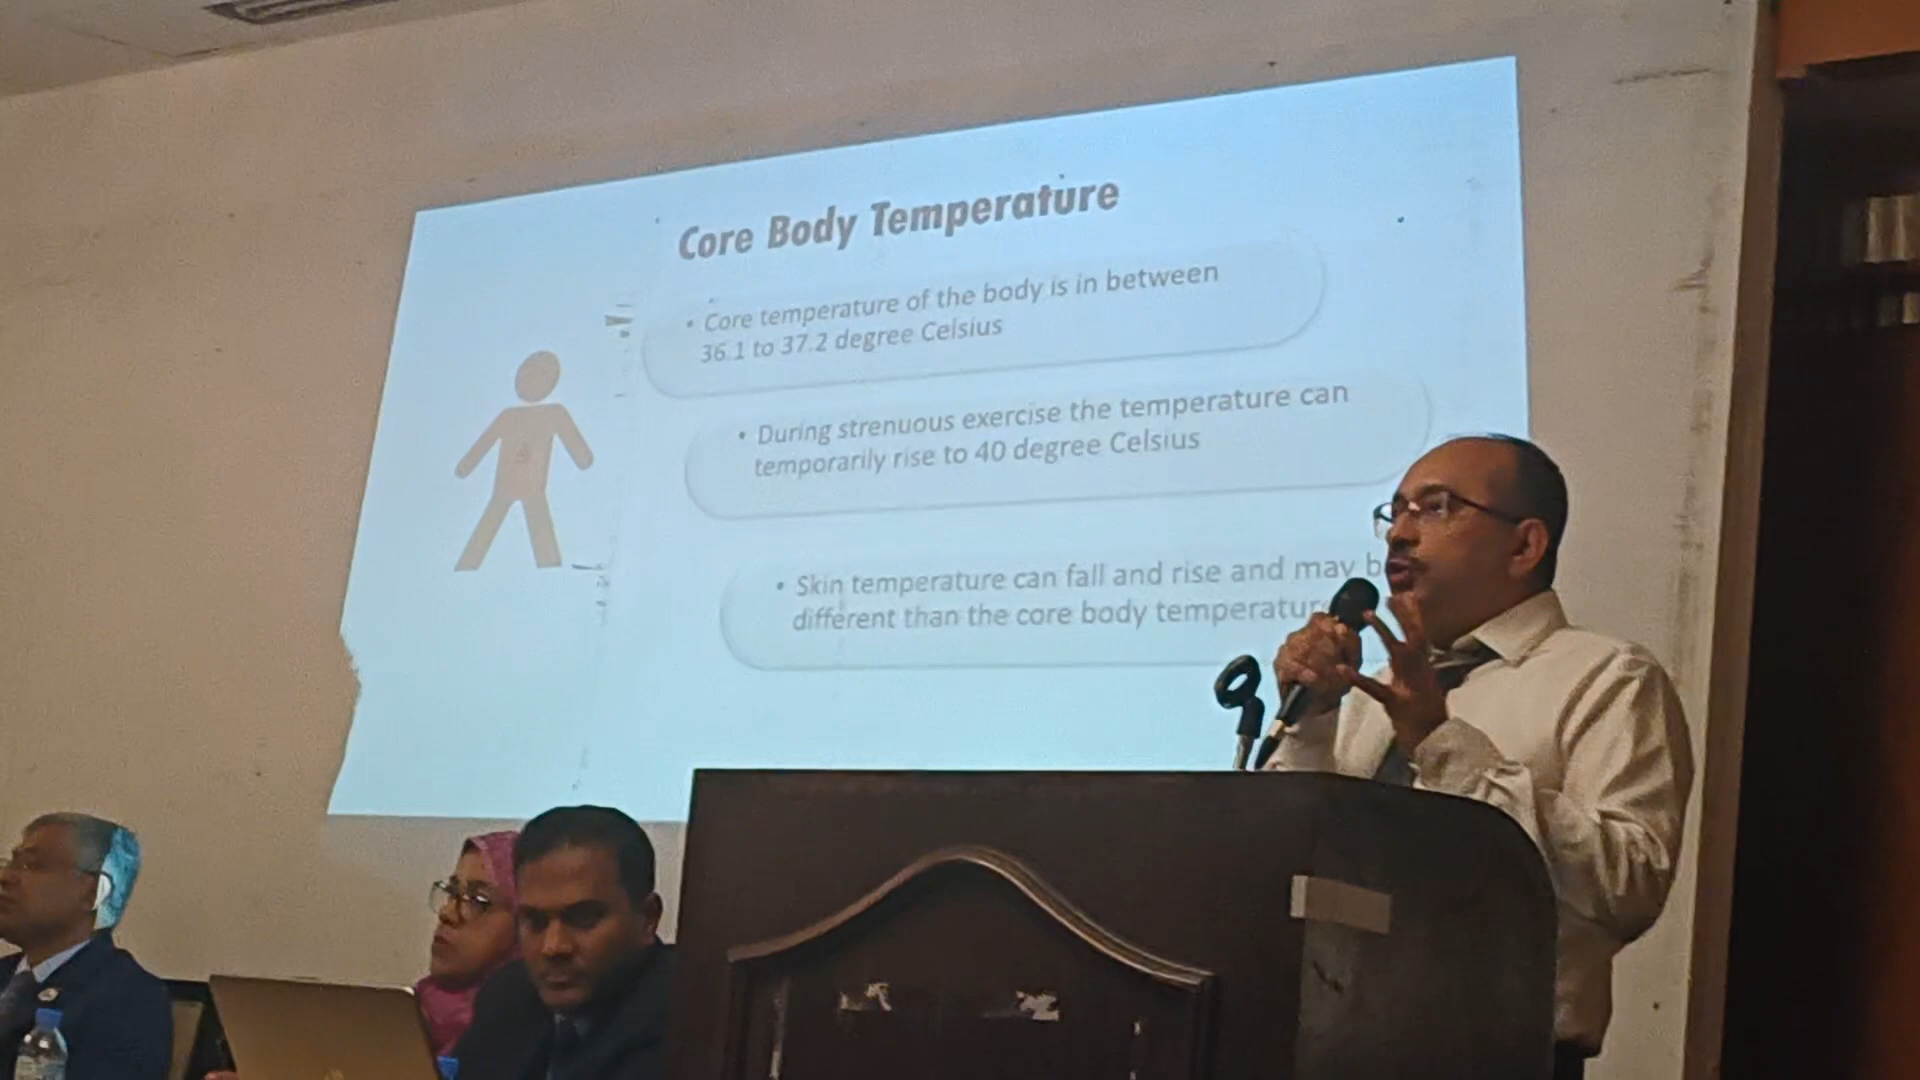 Core Body Temperature
• Core temperature of the body is in between
36.1 to 37.2 degree Celsius
• During strenuous exercise the temperature can
temporarily rise to 40 degree Celsius
• Skin temperature can fall and rise and may
different than the core body